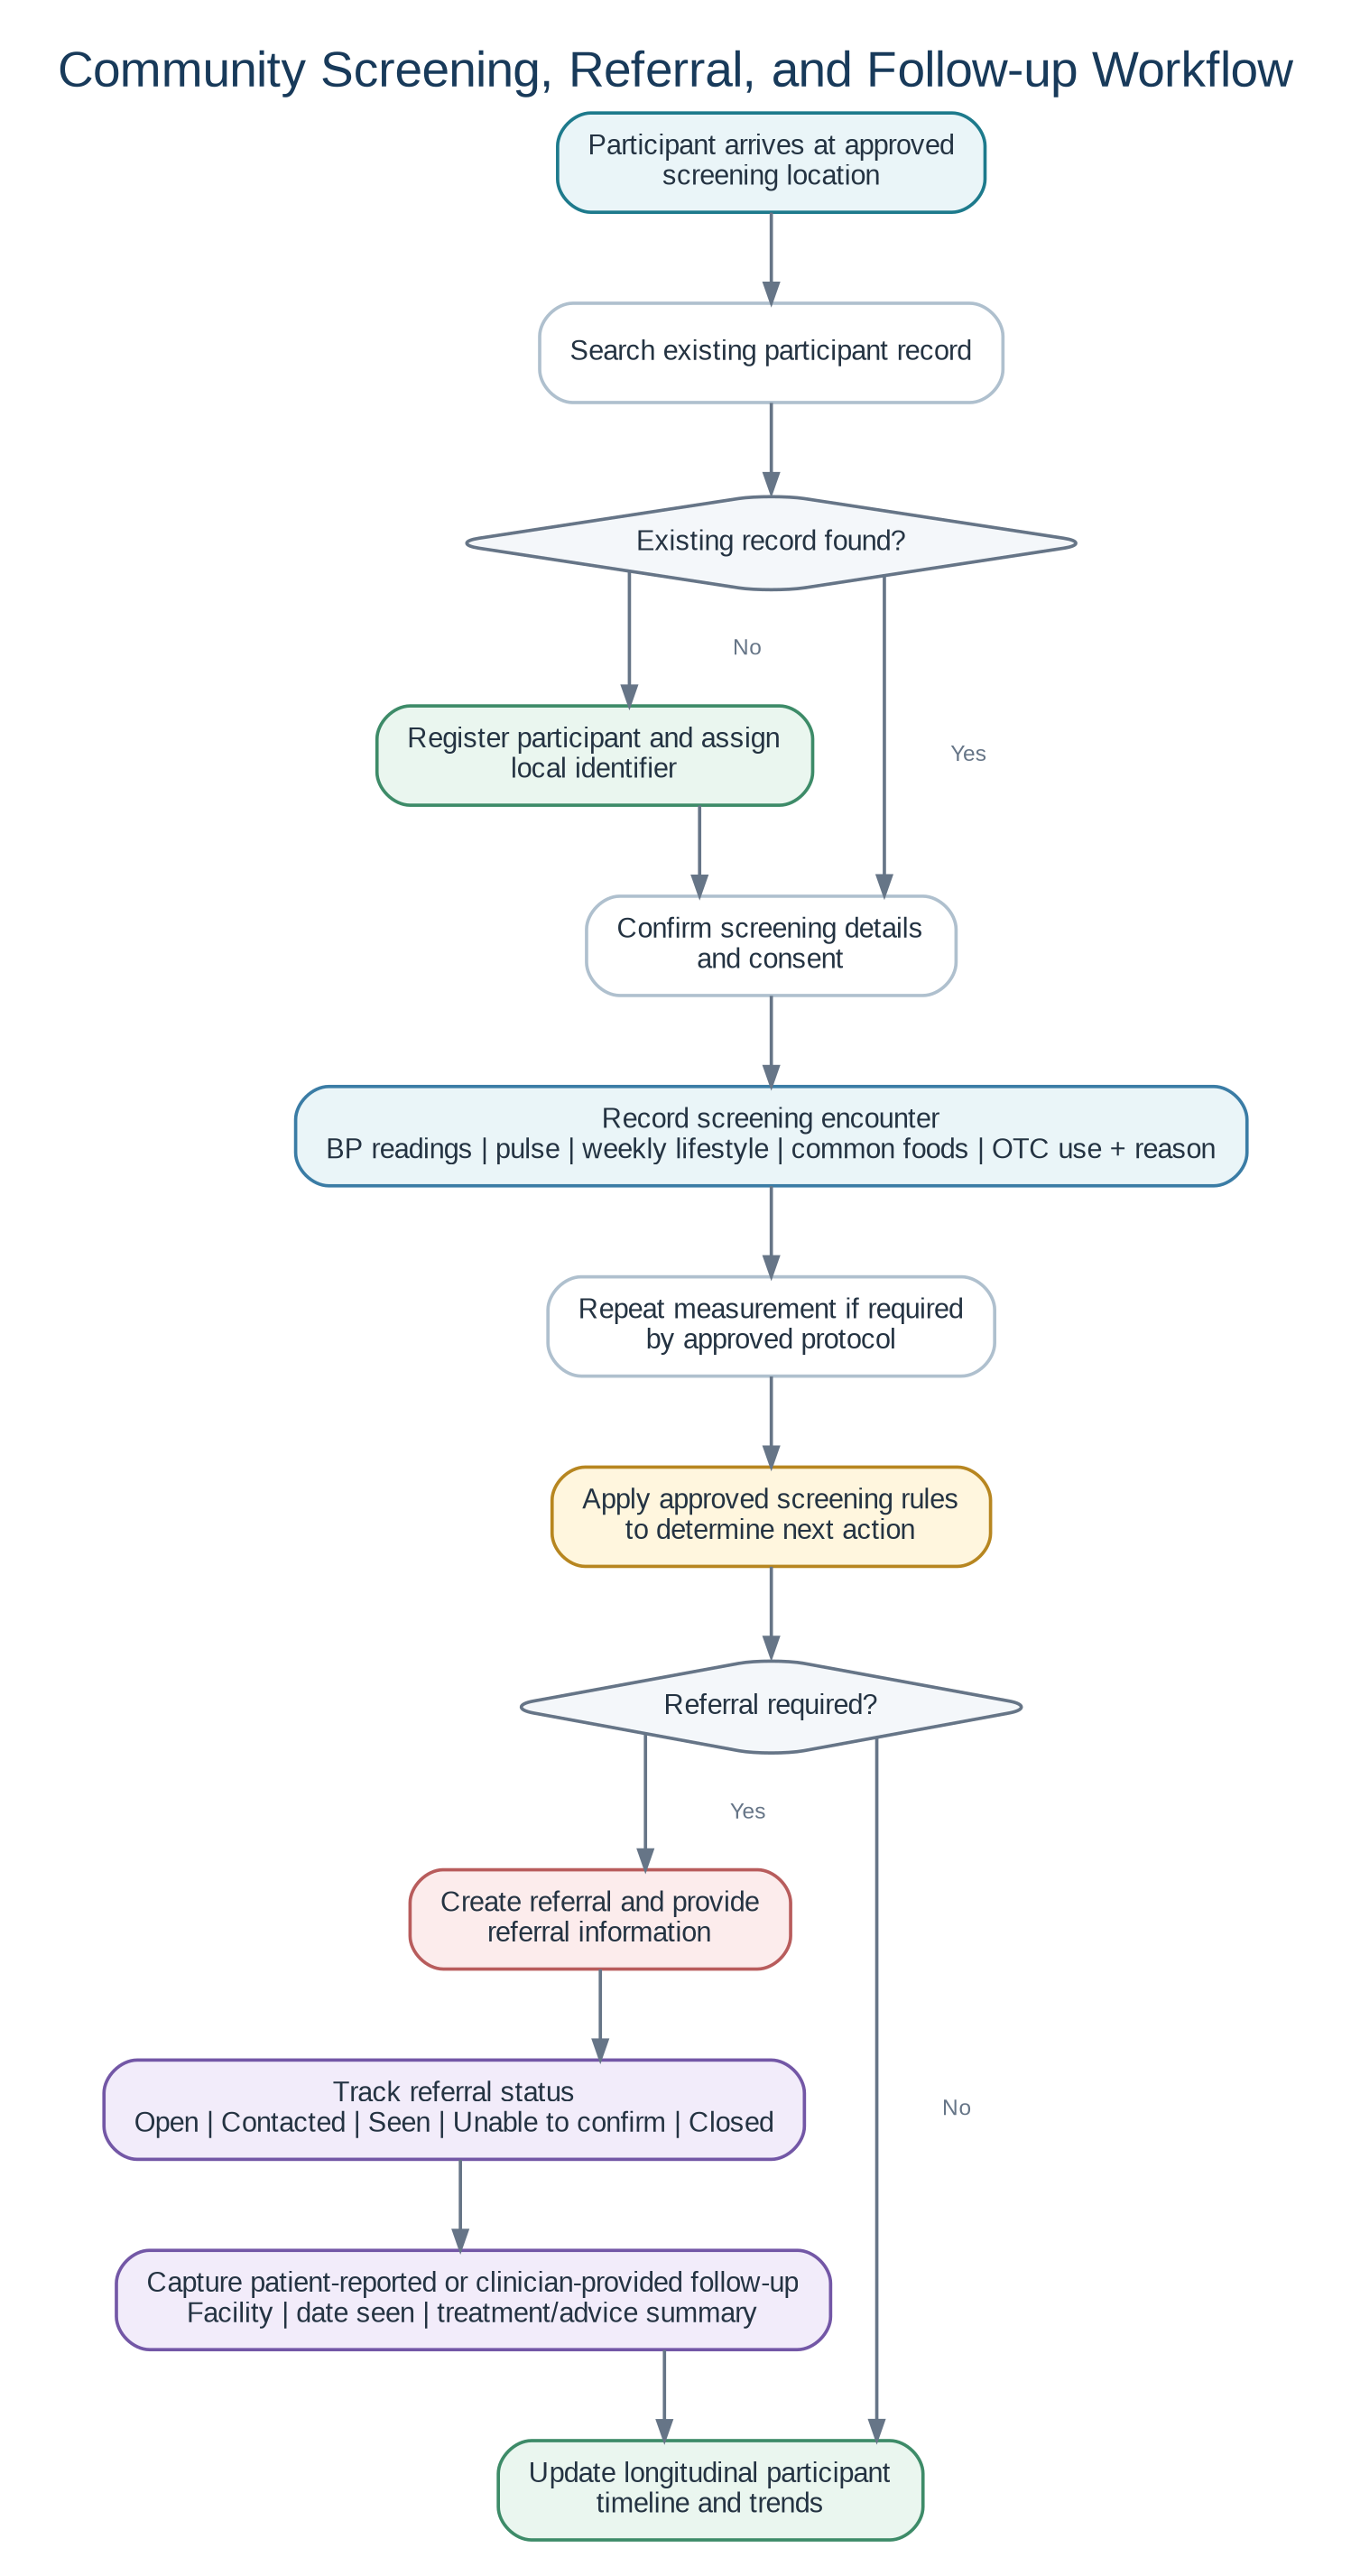 Community Screening, Referral, and Follow-up Workflow
Participant arrives at approved
screening location
Search existing participant record
Existing record found?
No
Register participant and assign
local identifier
Yes
Confirm screening details
and consent
Record screening encounter
BP readings | pulse | weekly lifestyle | common foods | OTC use + reason
Repeat measurement if required
by approved protocol
Apply approved screening rules
to determine next action
Referral required?
Yes
Create referral and provide
referral information
Track referral status
Open | Contacted | Seen | Unable to confirm | Closed
No
Capture patient-reported or clinician-provided follow-up
Facility | date seen | treatment/advice summary
Update longitudinal participant
timeline and trends